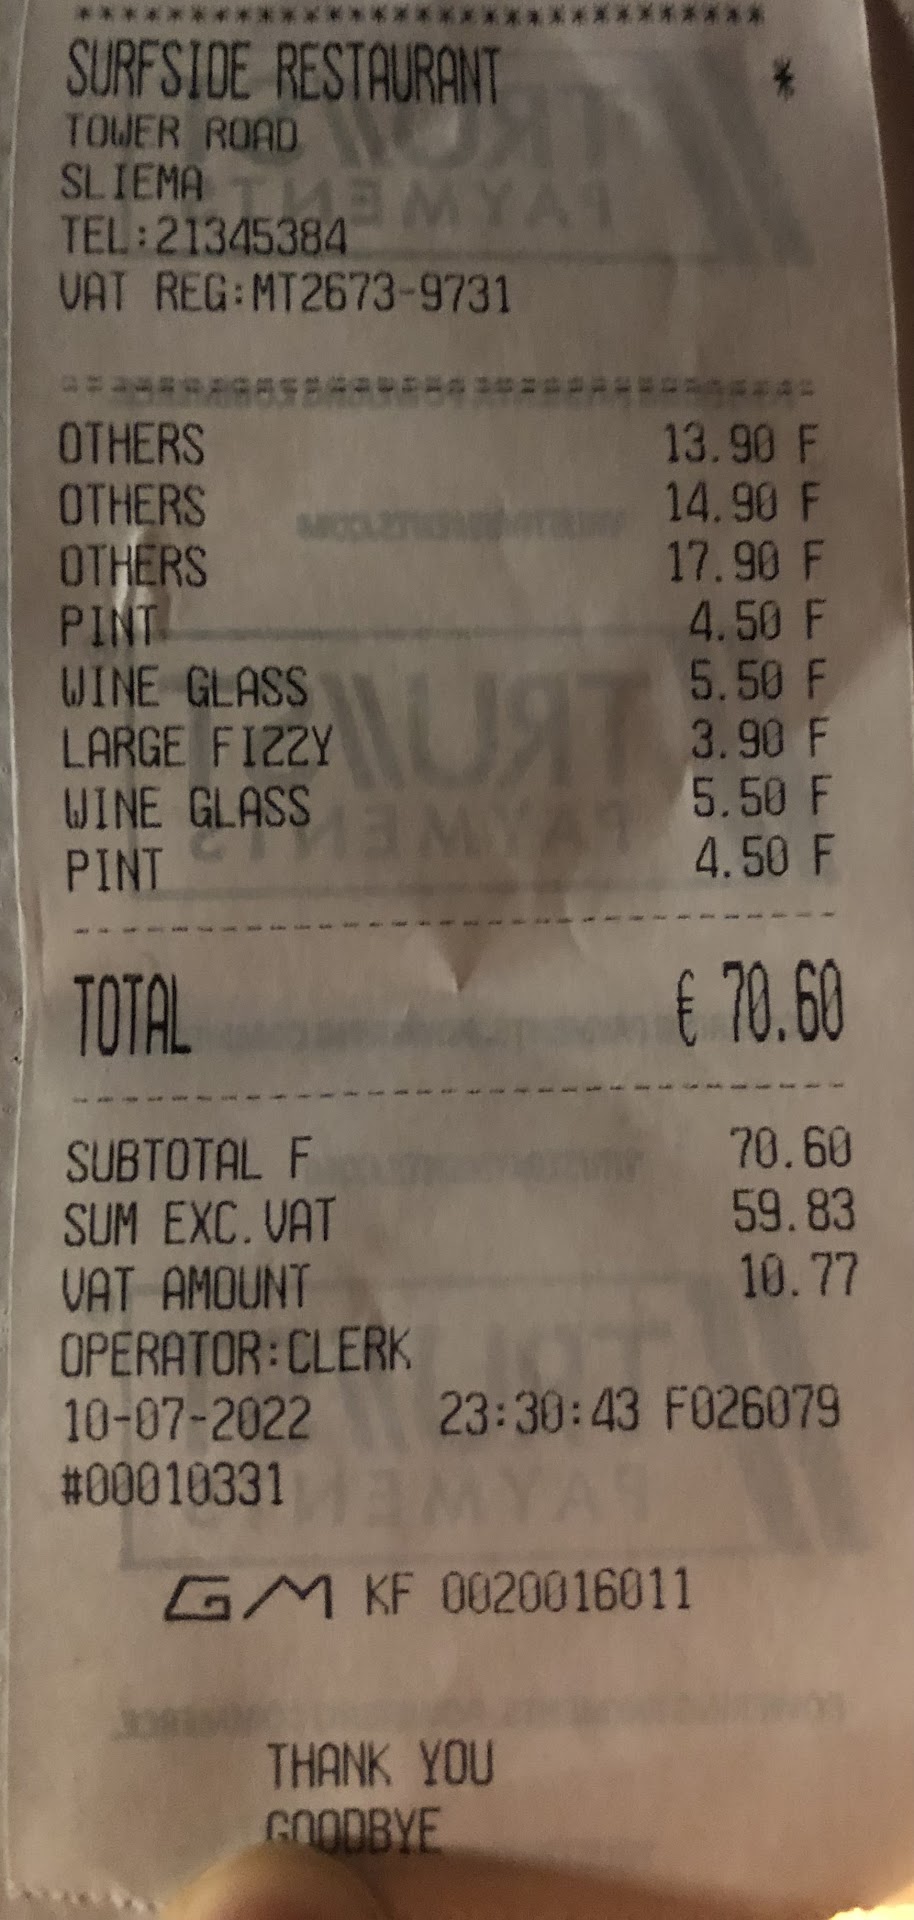 ************************************
SURFSIDE RESTAURANT *
TOWER ROAD
SLIEMA
TEL:21345384
VAT REG:MT2673-9731
OTHERS 13.90 F
OTHERS 14.90 F
OTHERS 17.90 F
PINT 4.50 F
WINE GLASS 5.50 F
LARGE FIZZY 3.90 F
WINE GLASS 5.50 F
PINT 4.50 F
TOTAL € 70.60
SUBTOTAL F 70.60
SUM EXC.VAT 59.83
VAT AMOUNT 10.77
OPERATOR:CLERK
10-07-2022 23:30:43 F026079
#00010331
GM KF 0020016011
THANK YOU
GOODBYE